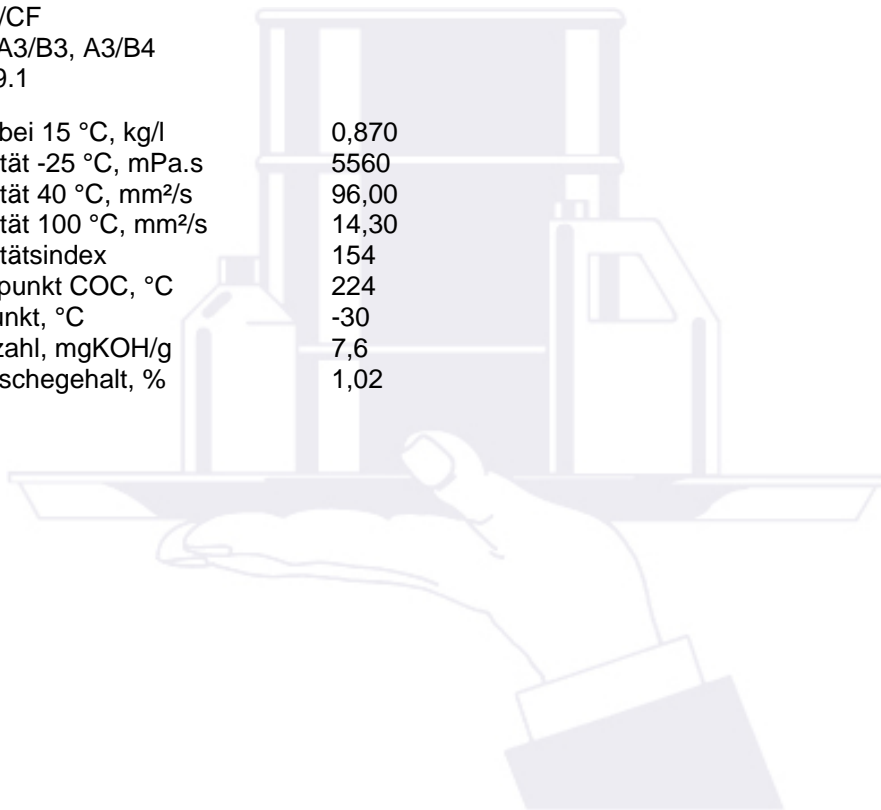 /CF
A3/B3, A3/B4
9.1
bei 15 °C, kg/l 0,870
tät -25 °C, mPa.s 5560
tät 40 °C, mm²/s 96,00
tät 100 °C, mm²/s 14,30
tätsindex 154
punkt COC, °C 224
unkt, °C -30
zahl, mgKOH/g 7,6
schegehalt, % 1,02